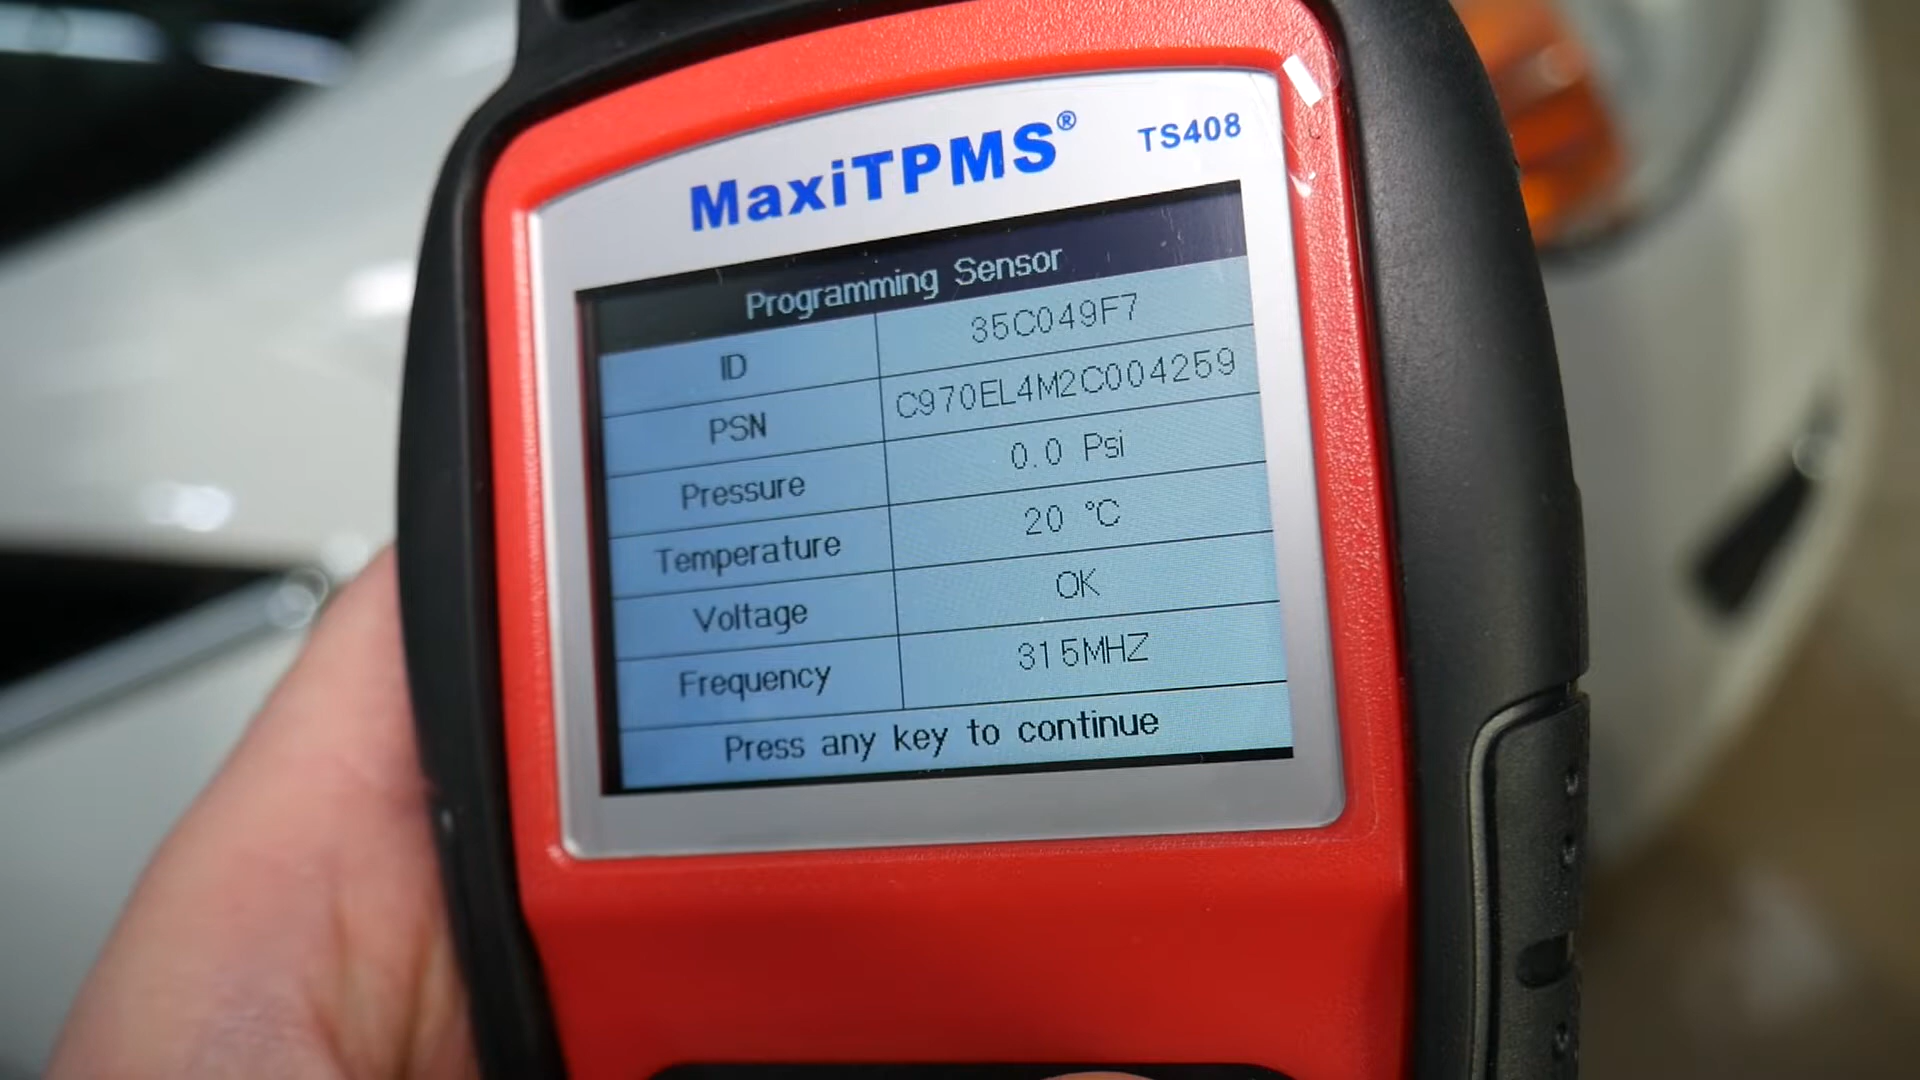 MaxiTPMS® TS408
Programming Sensor
ID 35C049F7
PSN C970EL4M2C004259
Pressure 0.0 Psi
Temperature 20 °C
Voltage OK
Frequency 315MHZ
Press any key to continue